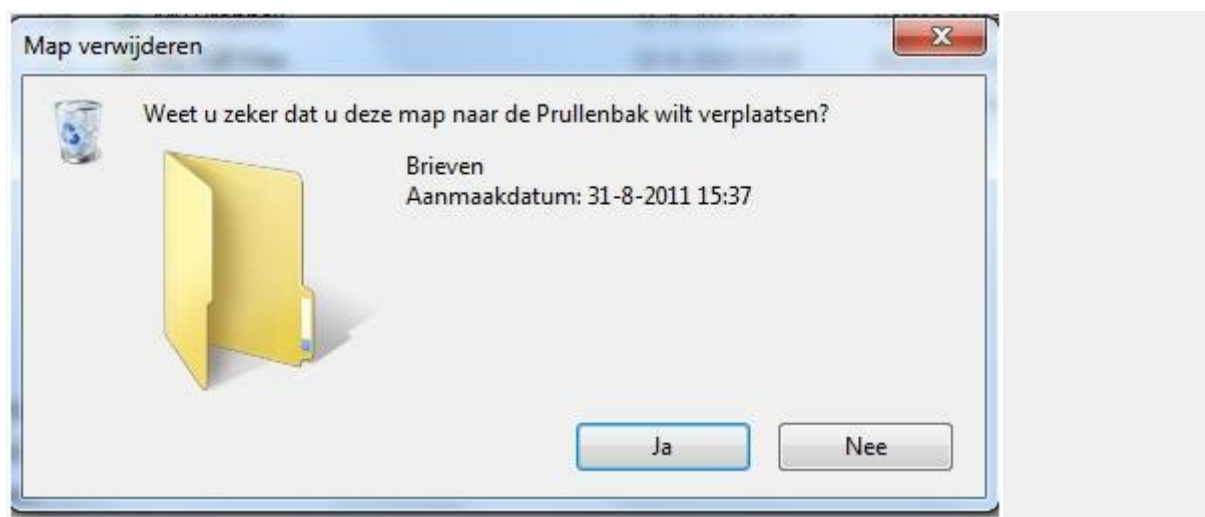 Map verwijderen
Weet u zeker dat u deze map naar de Prullenbak wilt verplaatsen?
Brieven
Aanmaakdatum: 31-8-2011 15:37
Ja
Nee